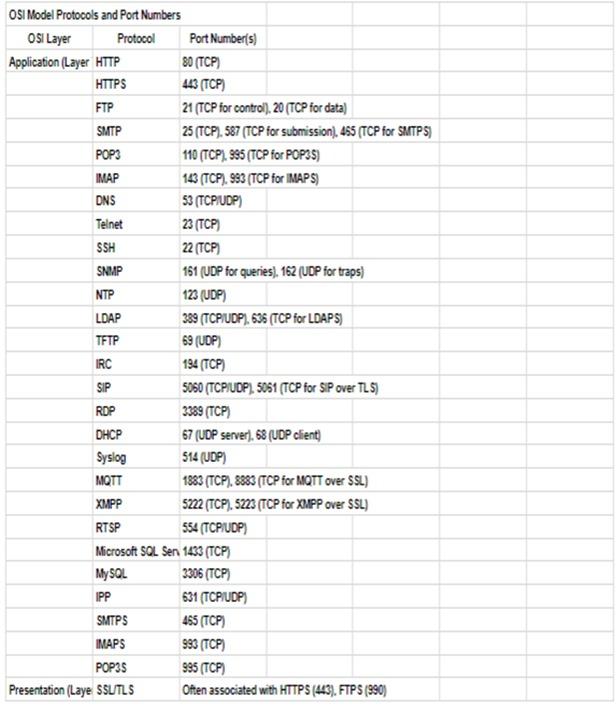 OSI Model Protocols and Port Numbers
OSI Layer Protocol Port Number(s)
Application (Layer HTTP 80 (TCP)
HTTPS 443 (TCP)
FTP 21 (TCP for control), 20 (TCP for data)
SMTP 25 (TCP), 587 (TCP for submission), 465 (TCP for SMTPS)
POP3 110 (TCP), 995 (TCP for POP3S)
IMAP 143 (TCP), 993 (TCP for IMAPS)
DNS 53 (TCP/UDP)
Telnet 23 (TCP)
SSH 22 (TCP)
SNMP 161 (UDP for queries), 162 (UDP for traps)
NTP 123 (UDP)
LDAP 389 (TCP/UDP), 636 (TCP for LDAPS)
TFTP 69 (UDP)
IRC 194 (TCP)
SIP 5060 (TCP/UDP), 5061 (TCP for SIP over TLS)
RDP 3389 (TCP)
DHCP 67 (UDP server), 68 (UDP client)
Syslog 514 (UDP)
MQTT 1883 (TCP), 8883 (TCP for MQTT over SSL)
XMPP 5222 (TCP), 5223 (TCP for XMPP over SSL)
RTSP 554 (TCP/UDP)
Microsoft SQL Serv 1433 (TCP)
MySQL 3306 (TCP)
IPP 631 (TCP/UDP)
SMTPS 465 (TCP)
IMAPS 993 (TCP)
POP3S 995 (TCP)
Presentation (Laye SSL/TLS Often associated with HTTPS (443), FTPS (990)